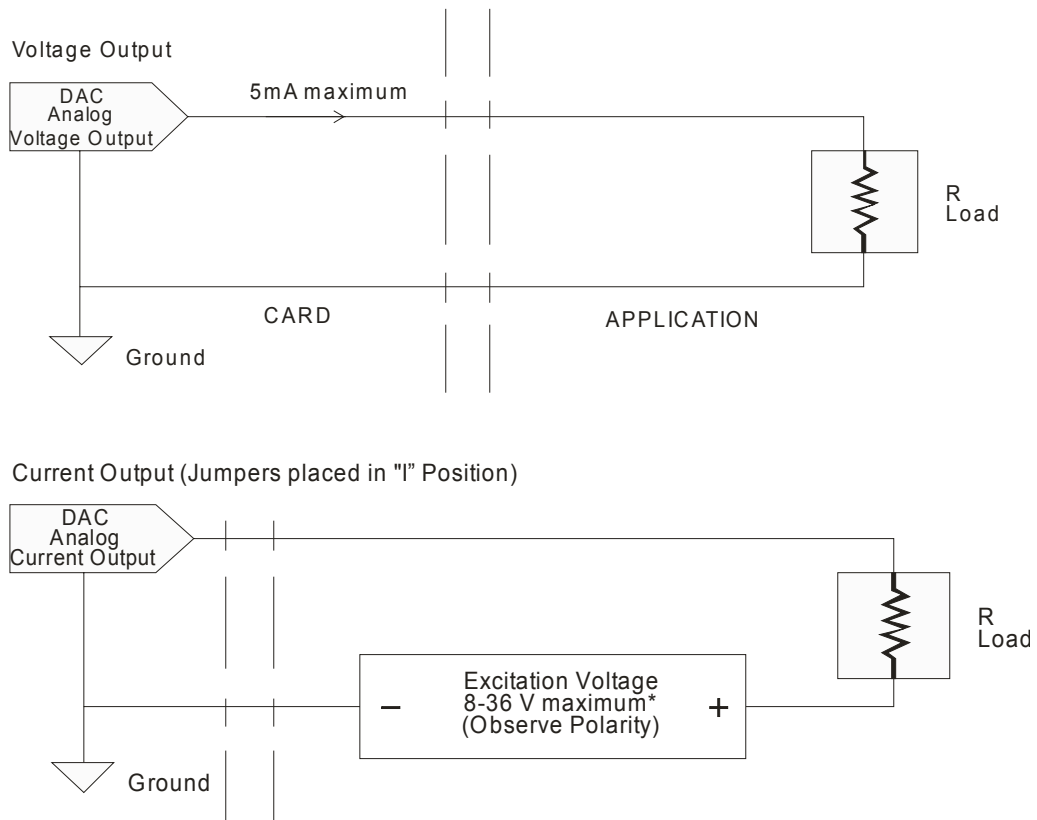 Voltage Output
DAC
Analog
Voltage Output
5mA maximum
R
Load
CARD
APPLICATION
Ground
Current Output (Jumpers placed in "I” Position)
DAC
Analog
Current Output
R
Load
Excitation Voltage
− 8-36 V maximum* +
(Observe Polarity)
Ground